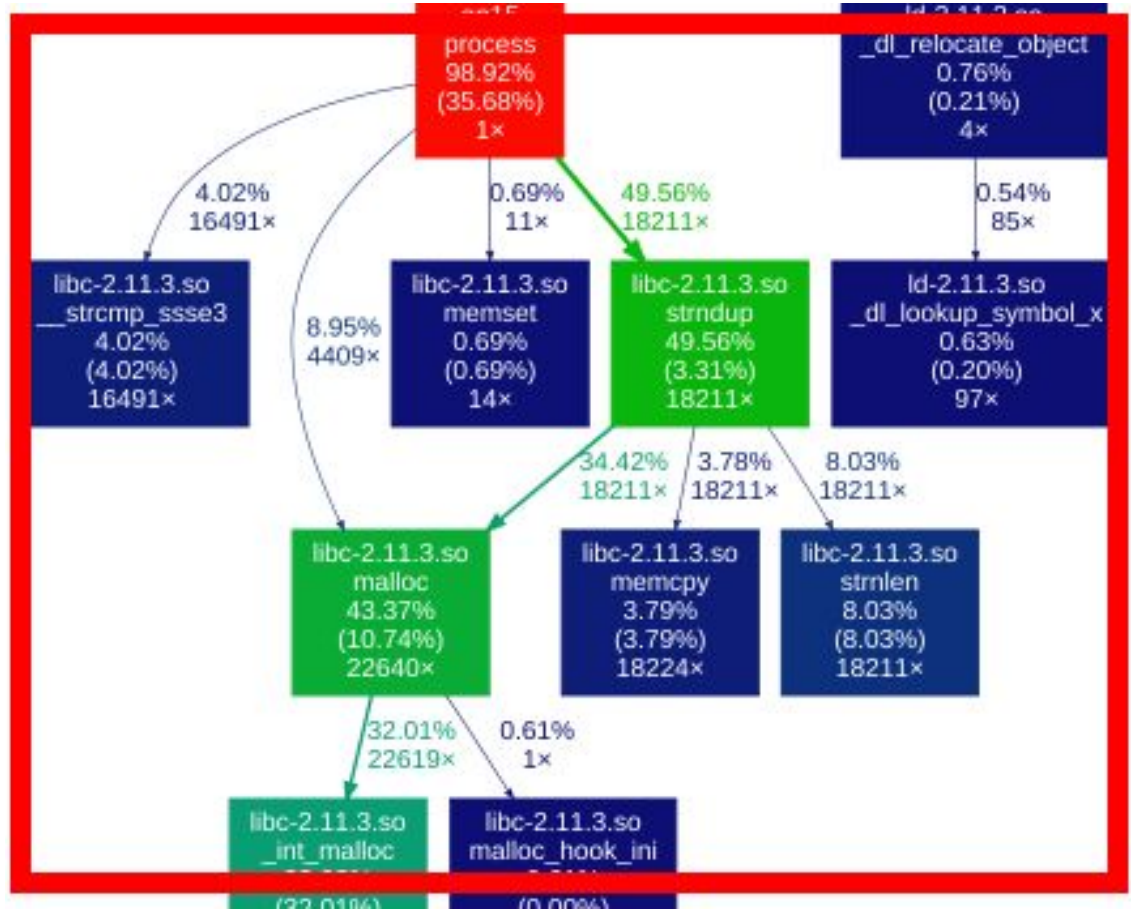 process
98.92%
(35.68%)
1×
_dl_relocate_object
0.76%
(0.21%)
4×
4.02%
16491×
0.69%
11×
49.56%
18211×
0.54%
85×
libc-2.11.3.so
__strcmp_ssse3
4.02%
(4.02%)
16491×
8.95%
4409×
libc-2.11.3.so
memset
0.69%
(0.69%)
14×
libc-2.11.3.so
strndup
49.56%
(3.31%)
18211×
ld-2.11.3.so
_dl_lookup_symbol_x
0.63%
(0.20%)
97×
34.42%
18211×
3.78%
18211×
8.03%
18211×
libc-2.11.3.so
malloc
43.37%
(10.74%)
22640×
libc-2.11.3.so
memcpy
3.79%
(3.79%)
18224×
libc-2.11.3.so
strnlen
8.03%
(8.03%)
18211×
32.01%
22619×
0.61%
1×
libc-2.11.3.so
_int_malloc
(32.01%)
libc-2.11.3.so
malloc_hook_ini
(0.00%)